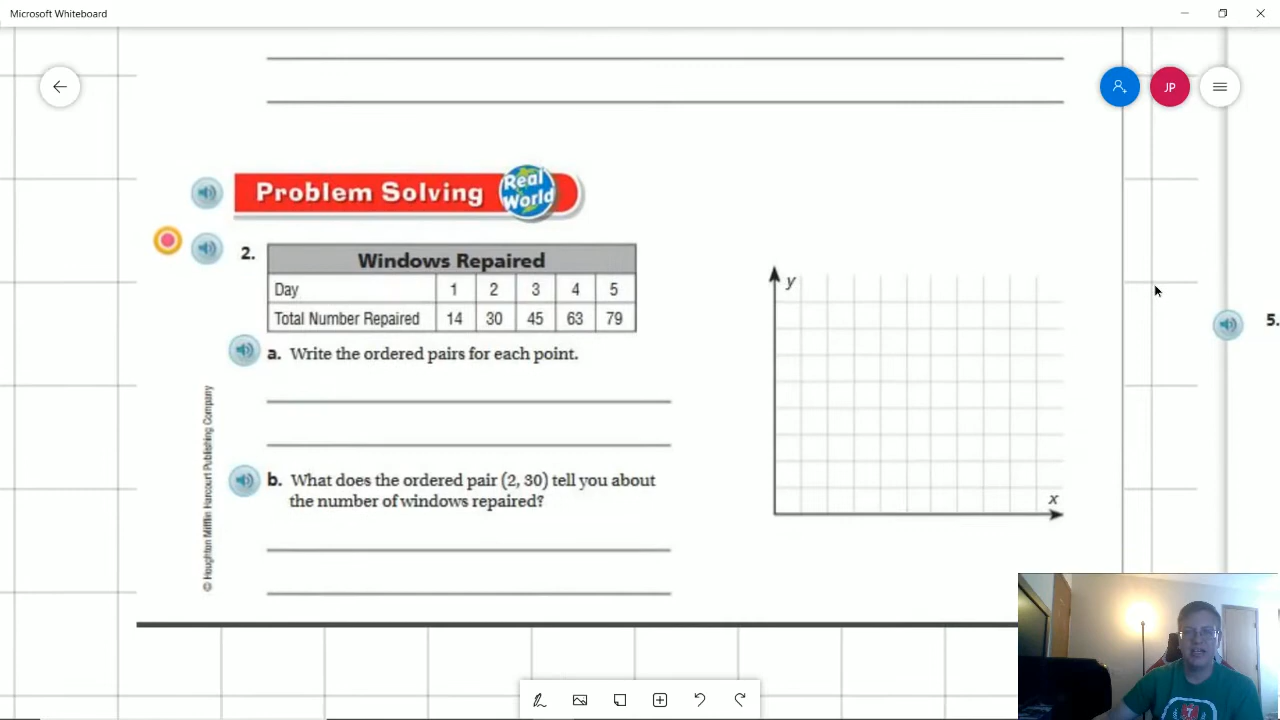 Microsoft Whiteboard
JP
Problem Solving Real World
2.
Windows Repaired
Day 1 2 3 4 5
Total Number Repaired 14 30 45 63 79
a. Write the ordered pairs for each point.
b. What does the ordered pair (2, 30) tell you about
the number of windows repaired?
© Houghton Mifflin Harcourt Publishing Company
y
x
5.
7